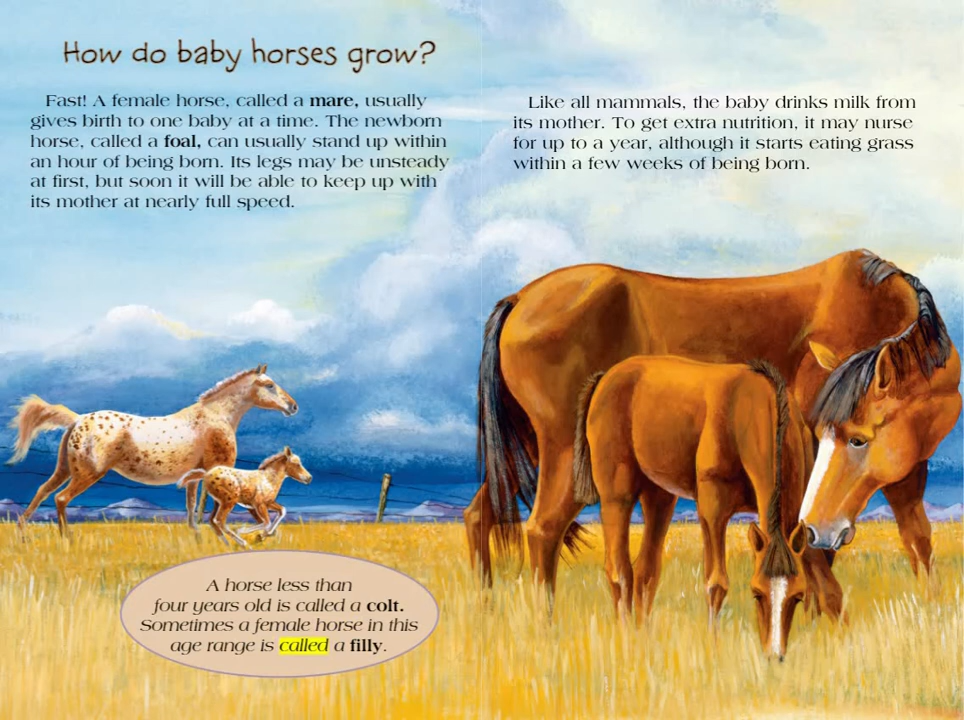 How do baby horses grow?
Fast! A female horse, called a mare, usually
gives birth to one baby at a time. The newborn
horse, called a foal, can usually stand up within
an hour of being born. Its legs may be unsteady
at first, but soon it will be able to keep up with
its mother at nearly full speed.
Like all mammals, the baby drinks milk from
its mother. To get extra nutrition, it may nurse
for up to a year, although it starts eating grass
within a few weeks of being born.
A horse less than
four years old is called a colt.
Sometimes a female horse in this
age range is called a filly.